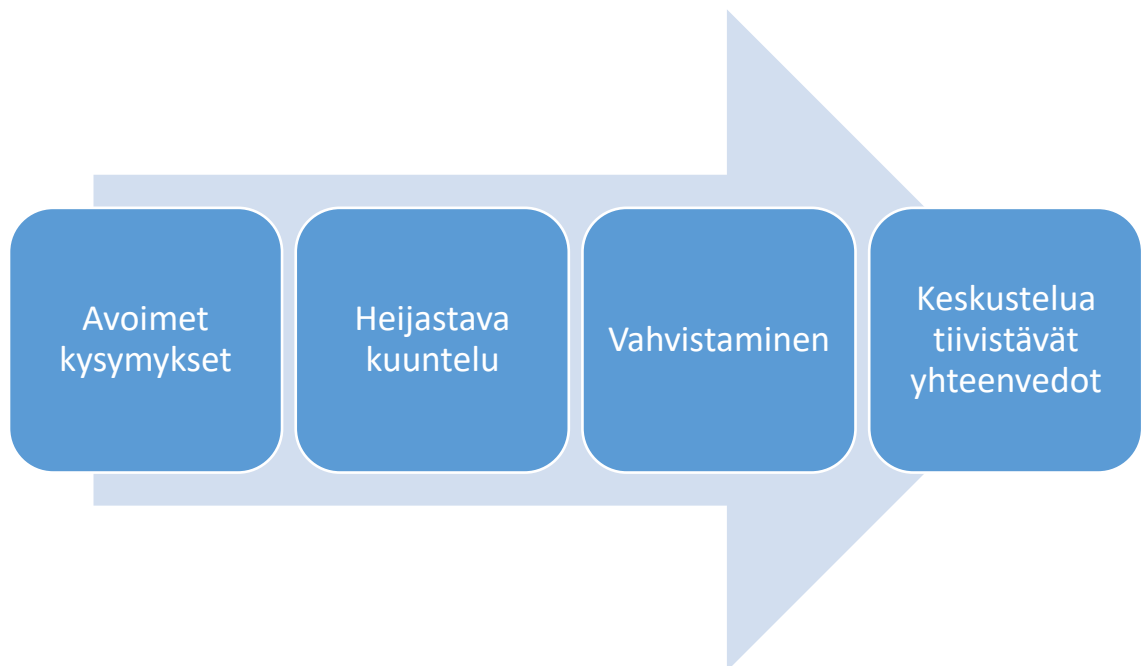 Avoimet
kysymykset
Heijastava
kuuntelu
Vahvistaminen
Keskustelua
tiivistävät
yhteenvedot